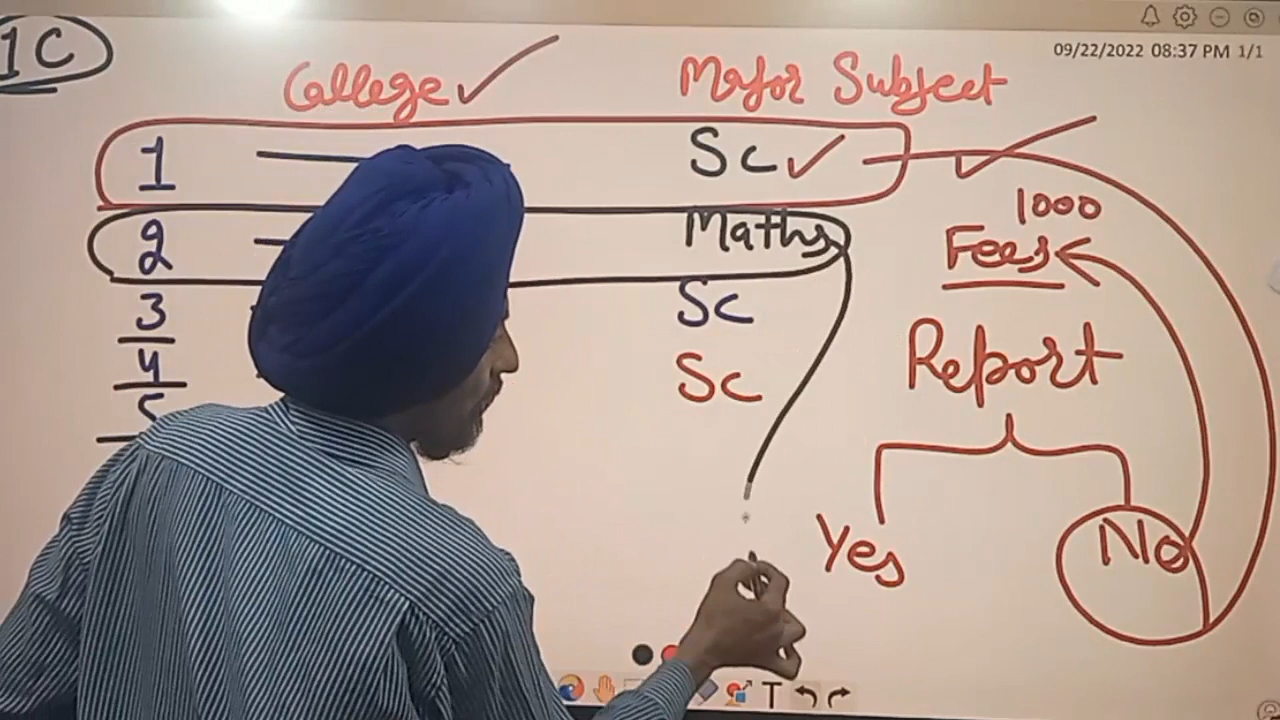 09/22/2022 08:37 PM 1/1
1C
College Major Subject
1 Sc
2 Maths
1000
Fees
3 Sc
Report
4 Sc
5
Yes No
T